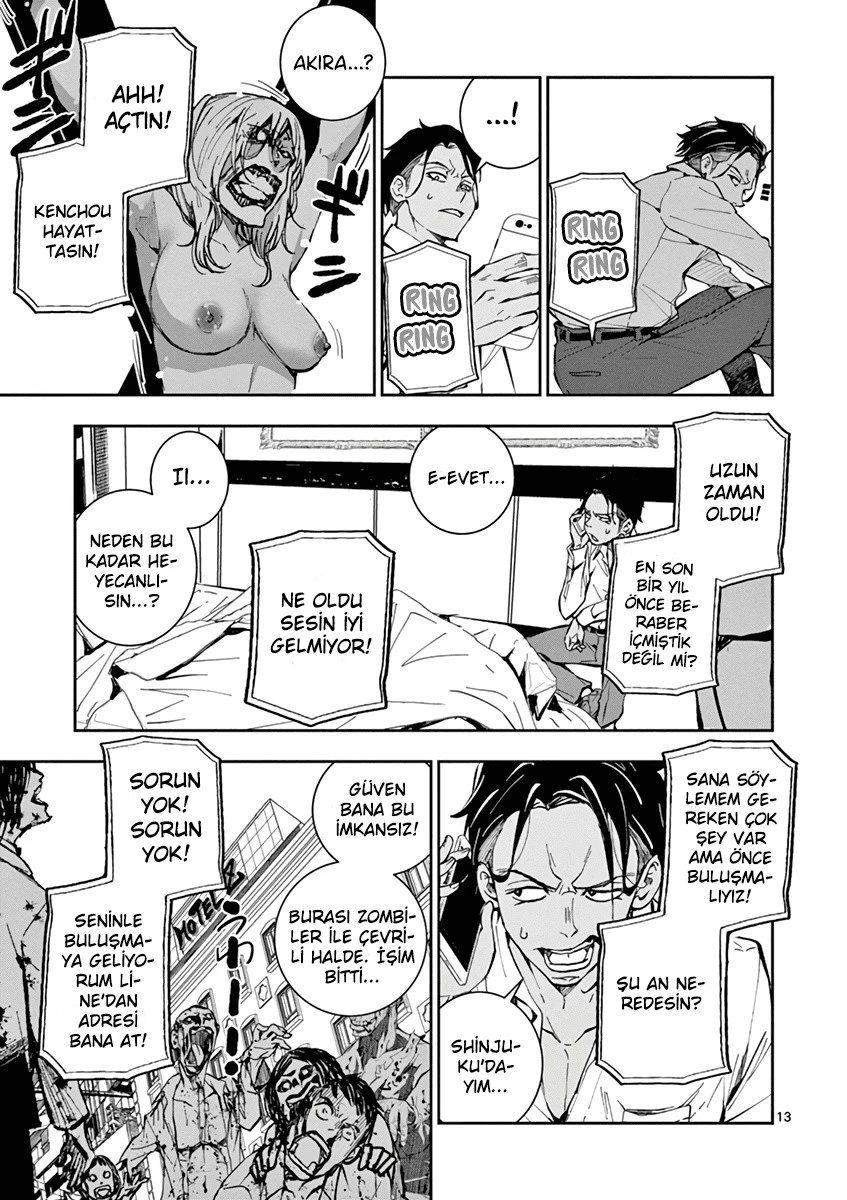 RING
RING
...!
RING
RING
AKIRA...?
AHH!
AÇTIN!
KENCHOU
HAYAT-
TASIN!
UZUN
ZAMAN
OLDU!
EN SON
BİR YIL
ÖNCE BE-
RABER
İÇMİŞTİK
DEĞİL Mİ?
E-EVET...
NE OLDU
SESİN İYİ
GELMİYOR!
II...
NEDEN BU
KADAR HE-
YECANLI-
SIN...?
SANA SÖY-
LEMEM GE-
REKEN ÇOK
ŞEY VAR
AMA ÖNCE
BULUŞMA-
LIYIZ!
ŞU AN NE-
REDESİN?
SHINJU-
KU'DA-
YIM...
GÜVEN
BANA BU
İMKANSIZ!
BURASI ZOMBİ-
LER İLE ÇEVRİ-
Lİ HALDE. İŞİM
BİTTİ...
SORUN
YOK!
SORUN
YOK!
SENİNLE
BULUŞMA-
YA GELİYO-
RUM Lİ-
NE'DAN
ADRESİ
BANA AT!
MOTEL
うわー！
13